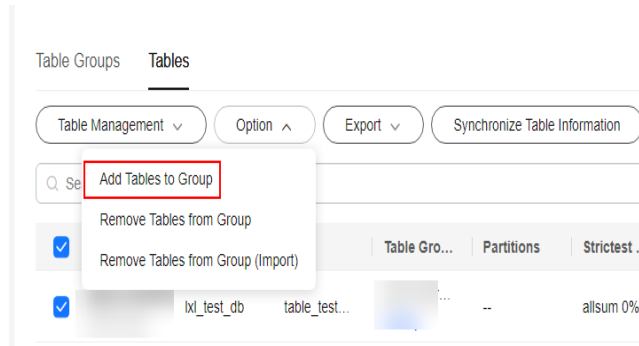 Table Groups Tables
Table Management Option Export Synchronize Table Information
Se
Add Tables to Group
Remove Tables from Group
Remove Tables from Group (Import)
Table Gro... Partitions Strictest .
lxl_test_db table_test... ... -- allsum 0%